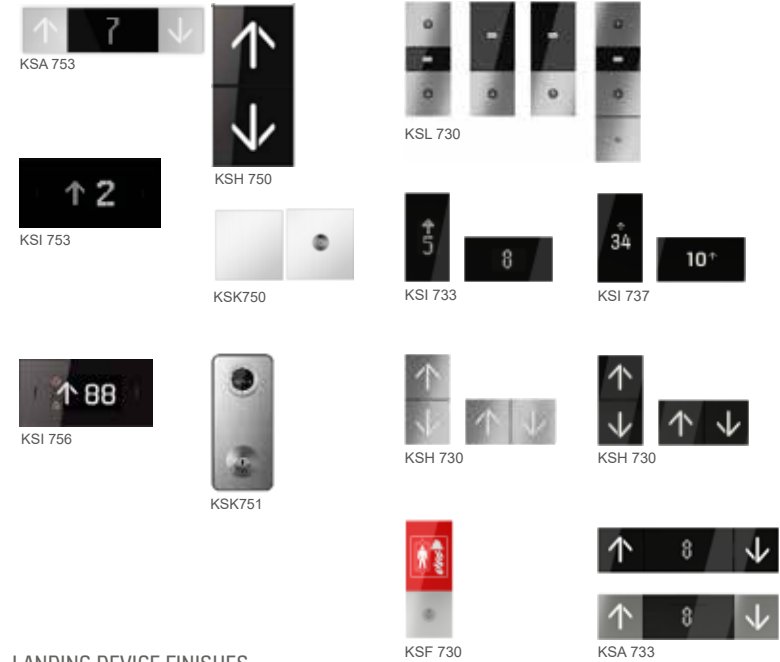 7
KSA 753
KSH 750
KSL 730
2
KSI 753
KSK750
5
8
KSI 733
34
10
KSI 737
88
KSI 756
KSK751
KSH 730
KSH 730
KSF 730
8
8
KSA 733
LANDING DEVICE FINISHES